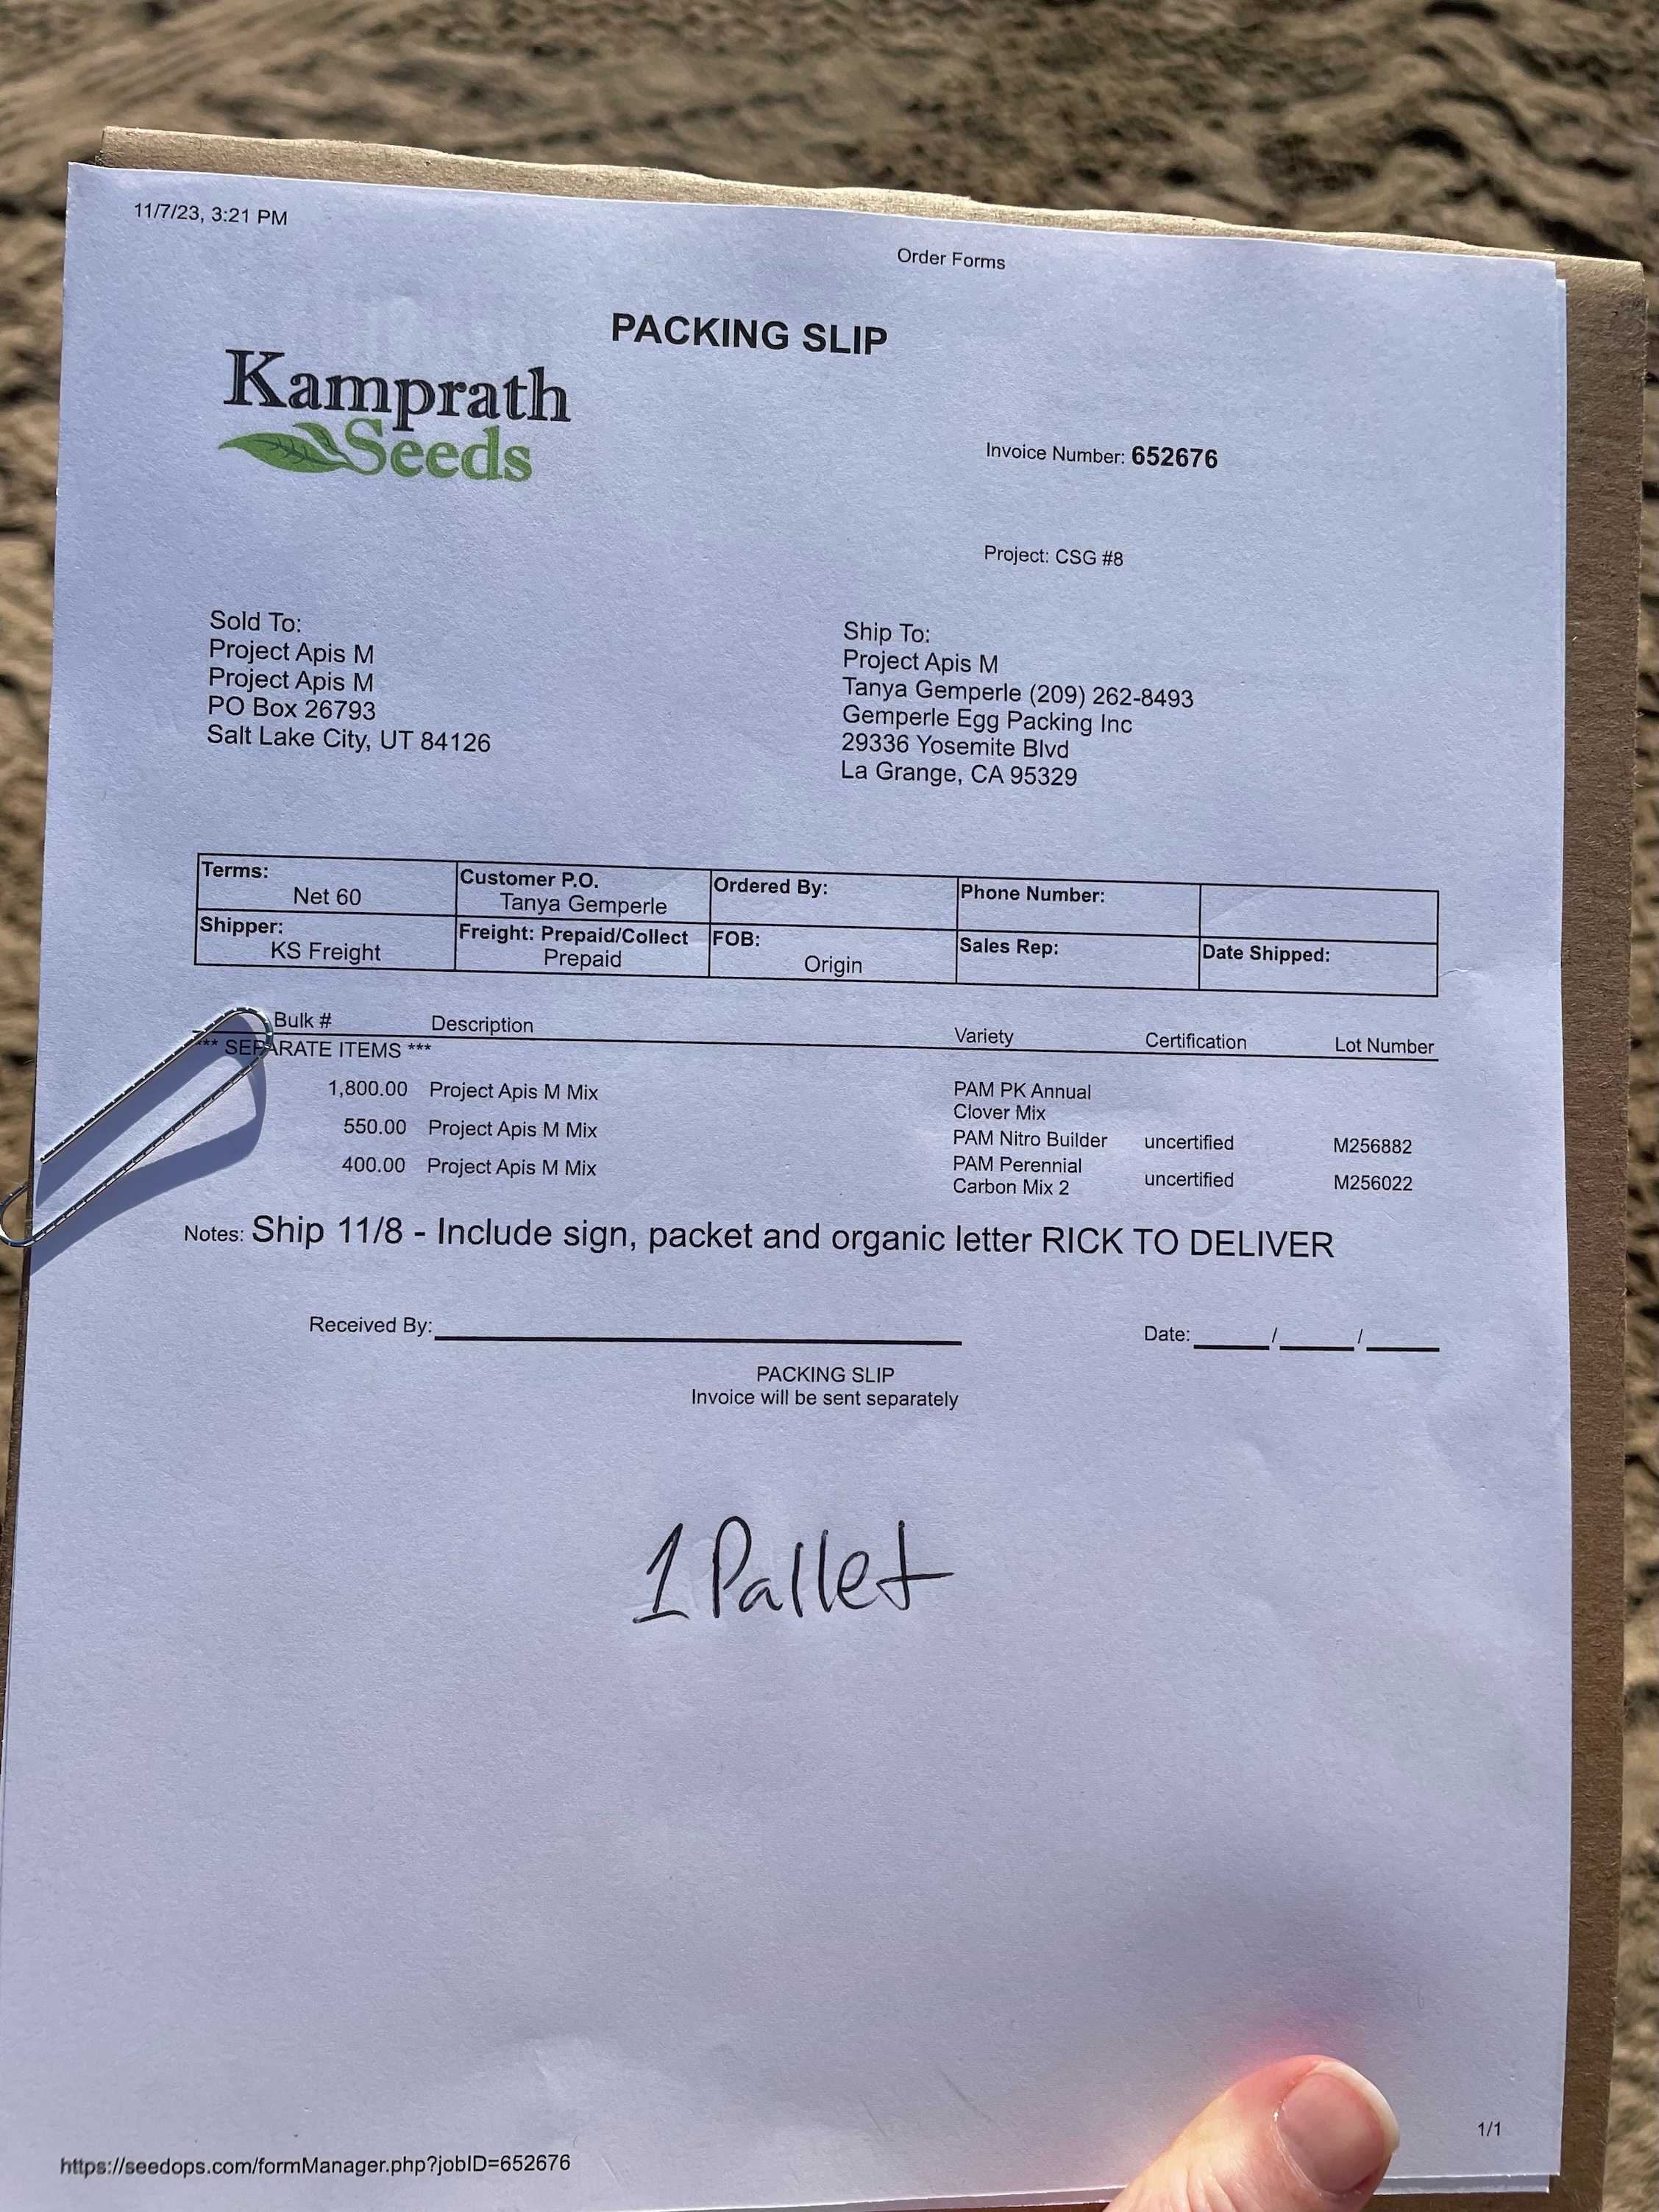 11/7/23, 3:21 PM
Order Forms
PACKING SLIP
Kamprath
Seeds
Invoice Number: 652676
Project: CSG #8
Sold To:
Project Apis M
Project Apis M
PO Box 26793
Salt Lake City, UT 84126
Ship To:
Project Apis M
Tanya Gemperle (209) 262-8493
Gemperle Egg Packing Inc
29336 Yosemite Blvd
La Grange, CA 95329
Terms: Customer P.O. Ordered By: Phone Number:
Net 60 Tanya Gemperle
Shipper: Freight: Prepaid/Collect FOB: Sales Rep: Date Shipped:
KS Freight Prepaid Origin
Bulk # Description Variety Certification Lot Number
*** SEPARATE ITEMS ***
1,800.00 Project Apis M Mix PAM PK Annual
Clover Mix
550.00 Project Apis M Mix PAM Nitro Builder uncertified M256882
400.00 Project Apis M Mix PAM Perennial
Carbon Mix 2 uncertified M256022
Notes: Ship 11/8 - Include sign, packet and organic letter RICK TO DELIVER
Received By: Date: / /
PACKING SLIP
Invoice will be sent separately
1 Pallet
1/1
https://seedops.com/formManager.php?jobID=652676